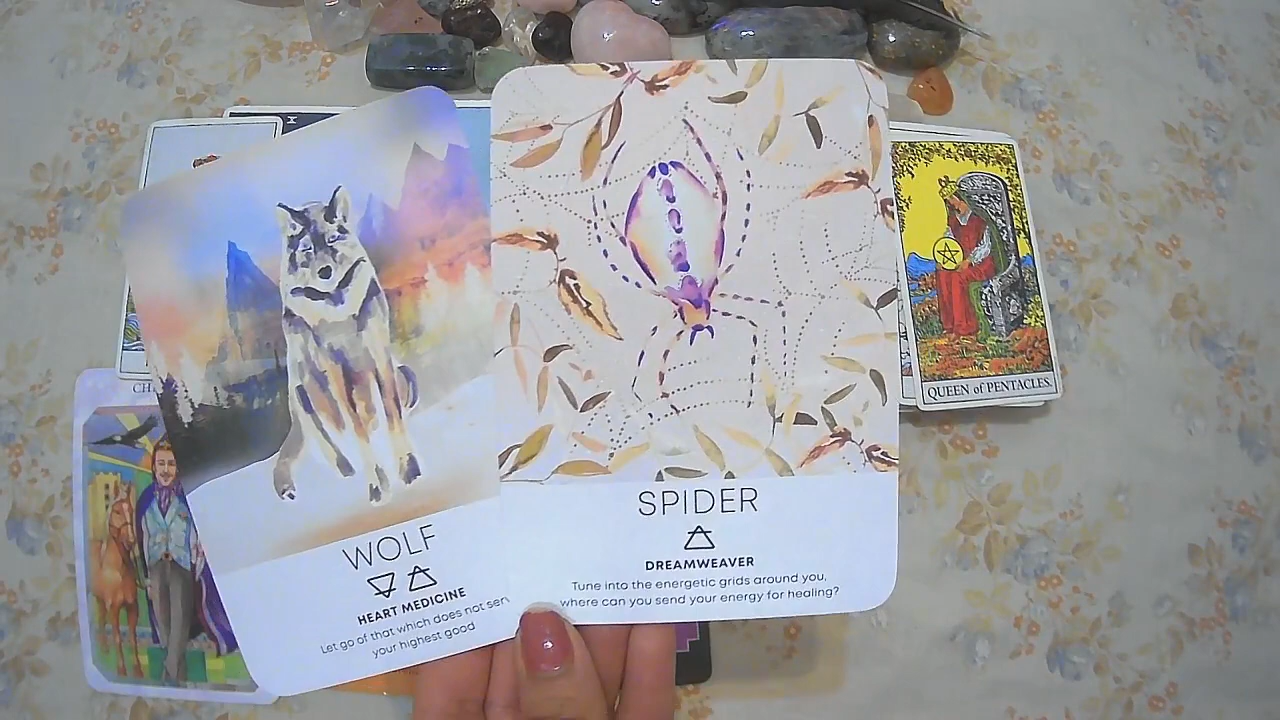 WOLF
HEART MEDICINE
Let go of that which does not
your highest good
SPIDER
DREAMWEAVER
Tune into the energetic grids around you,
where can you send your energy for healing?
QUEEN of PENTACLES.